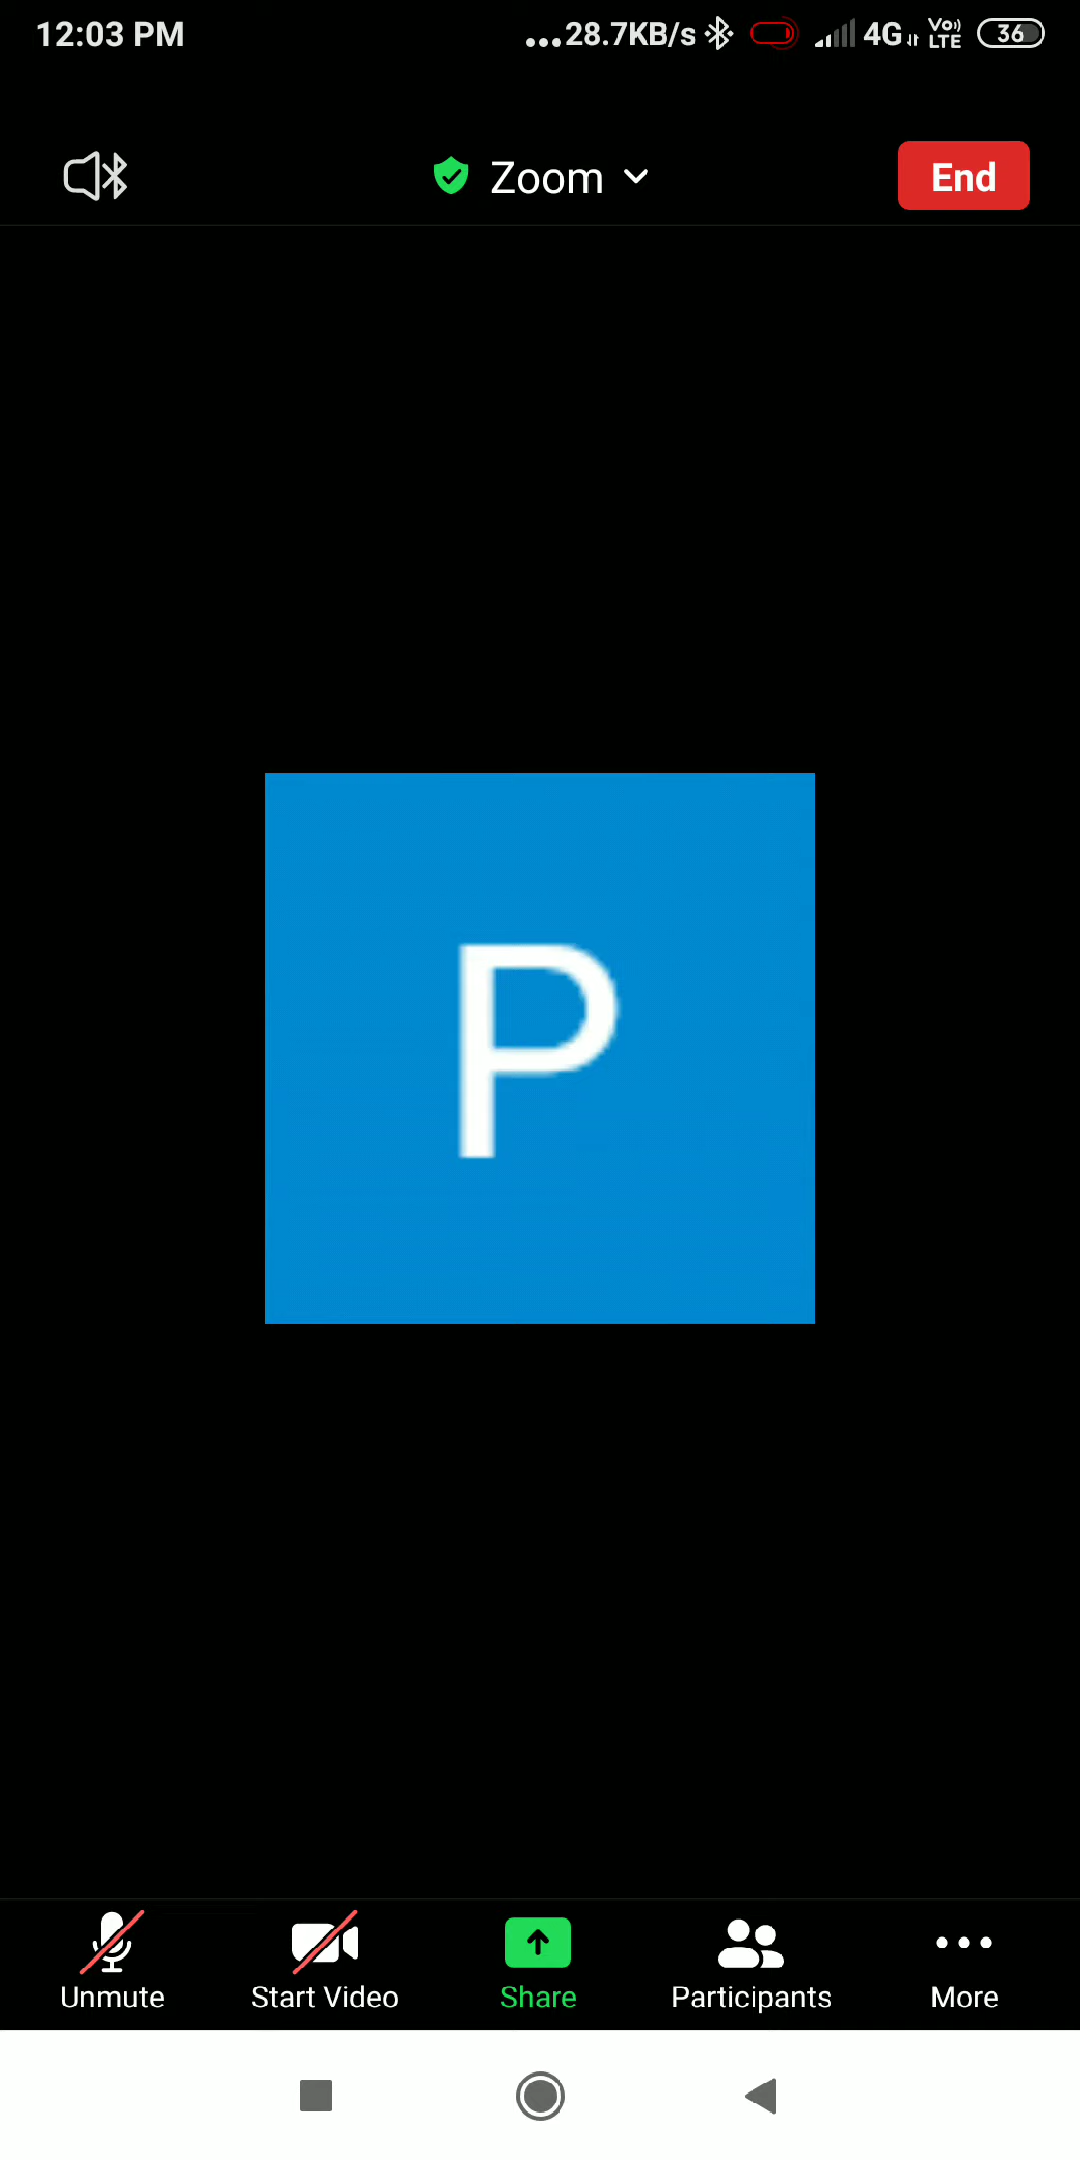 12:03 PM
...28.7KB/s 4G Vo)) LTE 36
Zoom
End
P
Unmute
Start Video
Share
Participants
More